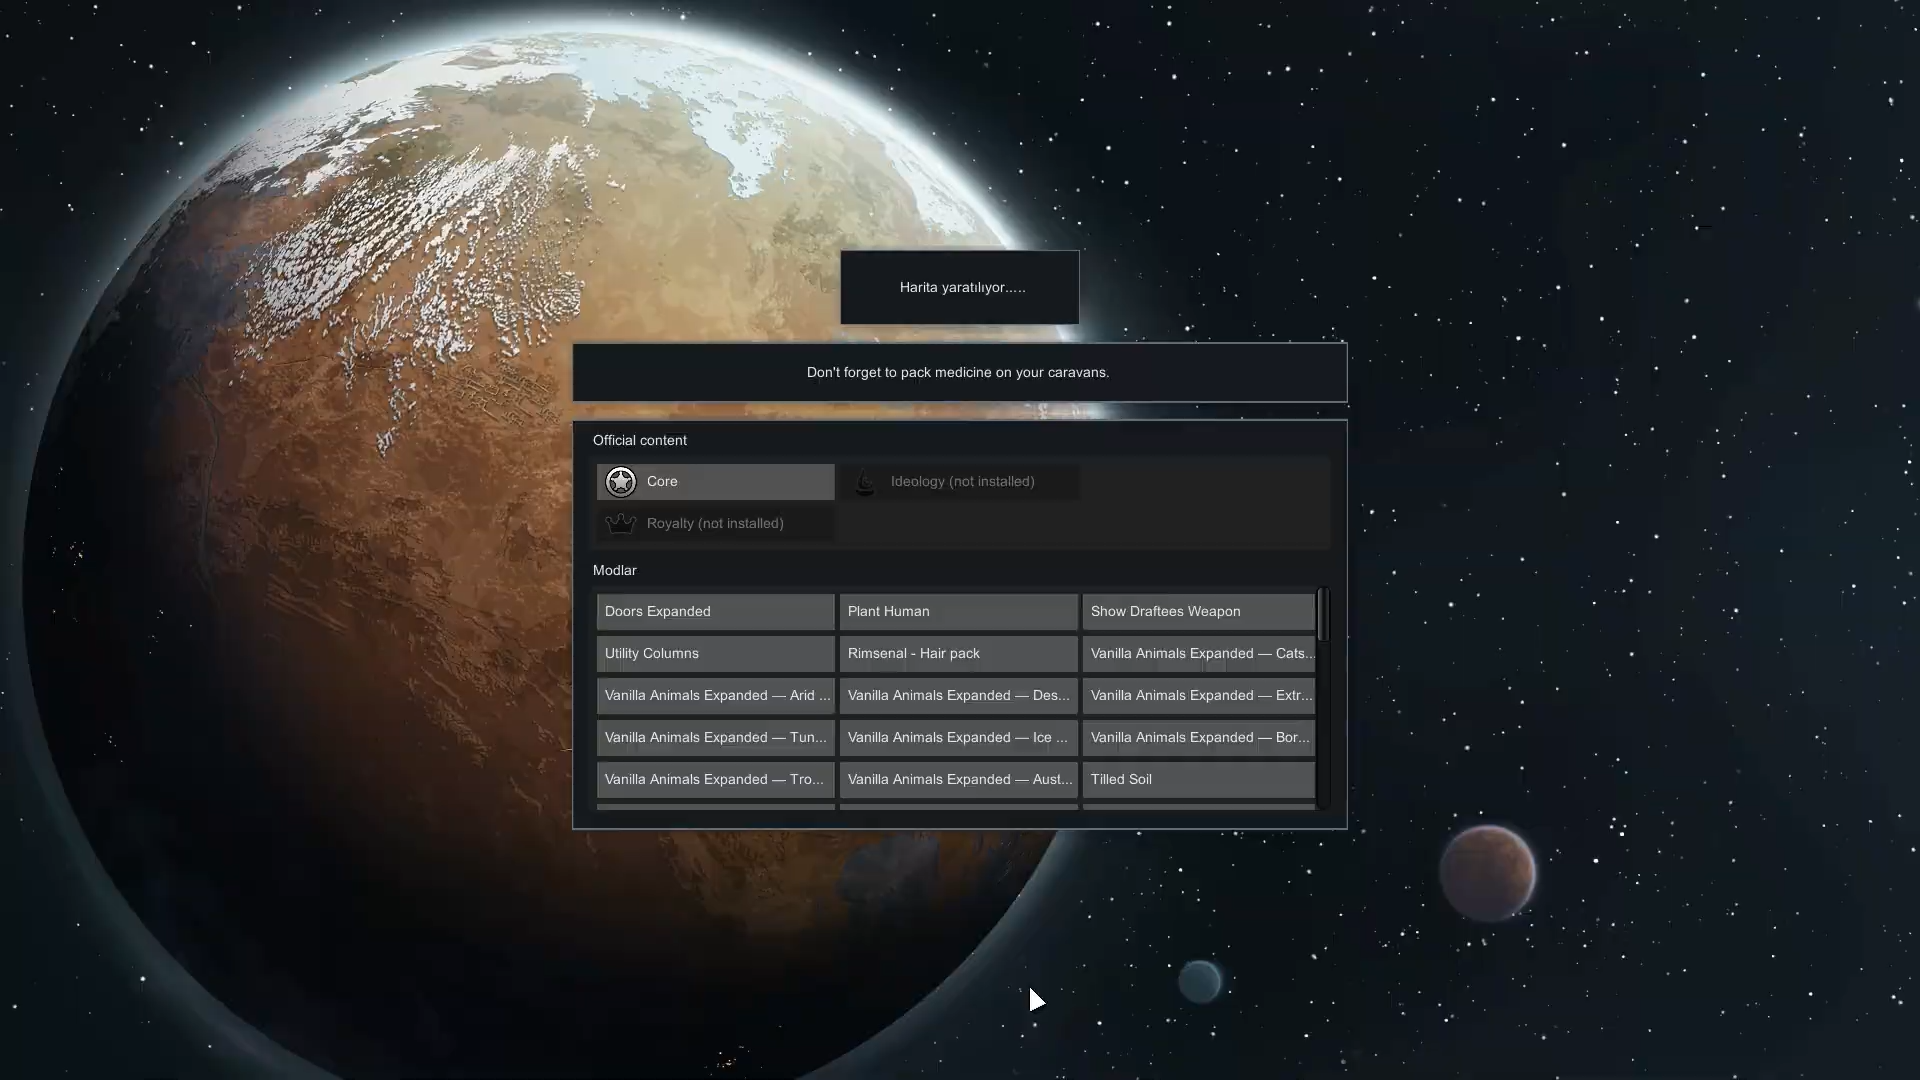 Harita yaratılıyor.....
Don't forget to pack medicine on your caravans.
Official content
Core
Ideology (not installed)
Royalty (not installed)
Modlar
Doors Expanded
Plant Human
Show Draftees Weapon
Utility Columns
Rimsenal - Hair pack
Vanilla Animals Expanded — Cats...
Vanilla Animals Expanded — Arid ...
Vanilla Animals Expanded — Des...
Vanilla Animals Expanded — Extr...
Vanilla Animals Expanded — Tun...
Vanilla Animals Expanded — Ice ...
Vanilla Animals Expanded — Bor...
Vanilla Animals Expanded — Tro...
Vanilla Animals Expanded — Aust...
Tilled Soil